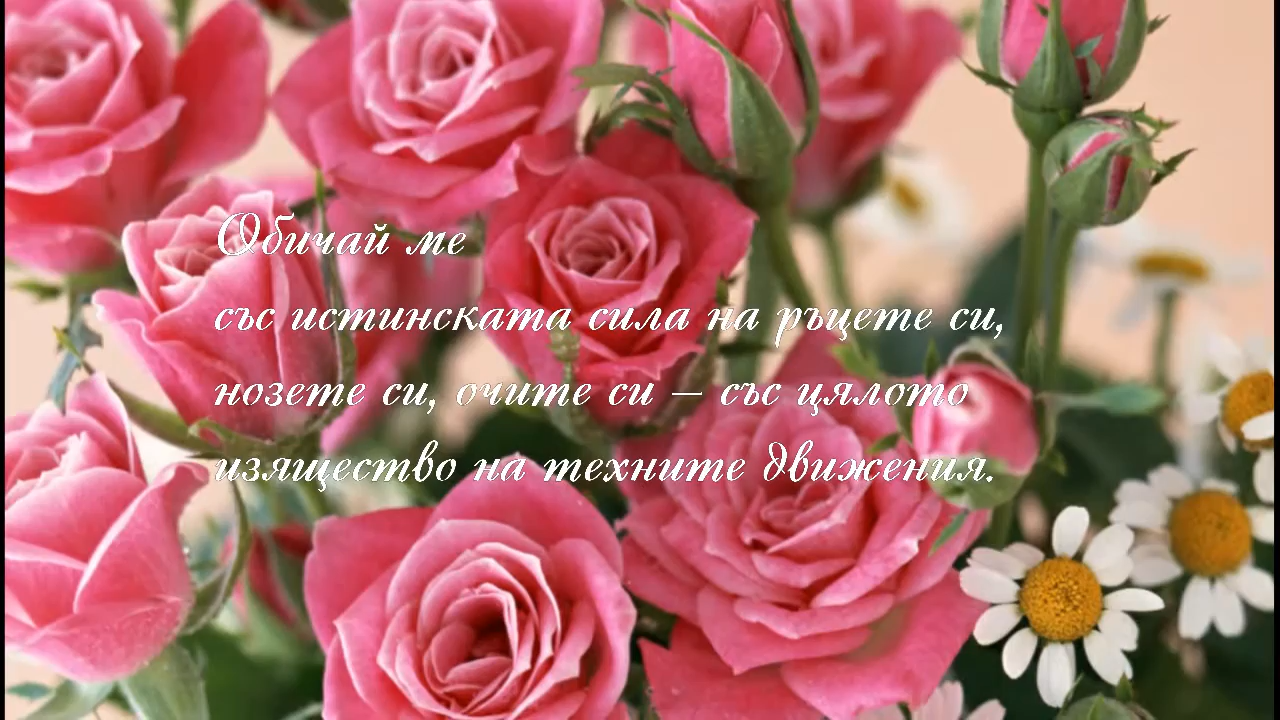 Обичай ме
със истинската сила на ръцете си,
нозете си, очите си – със цялото
изящество на техните движения.